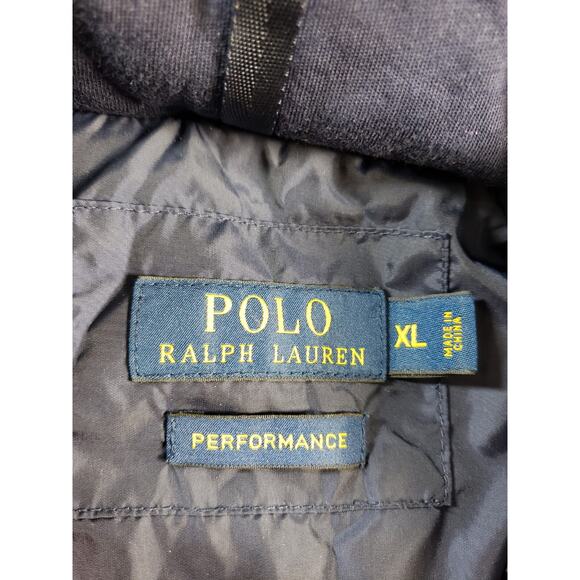 POLO
RALPH LAUREN
XL
MADE IN
CHINA
PERFORMANCE